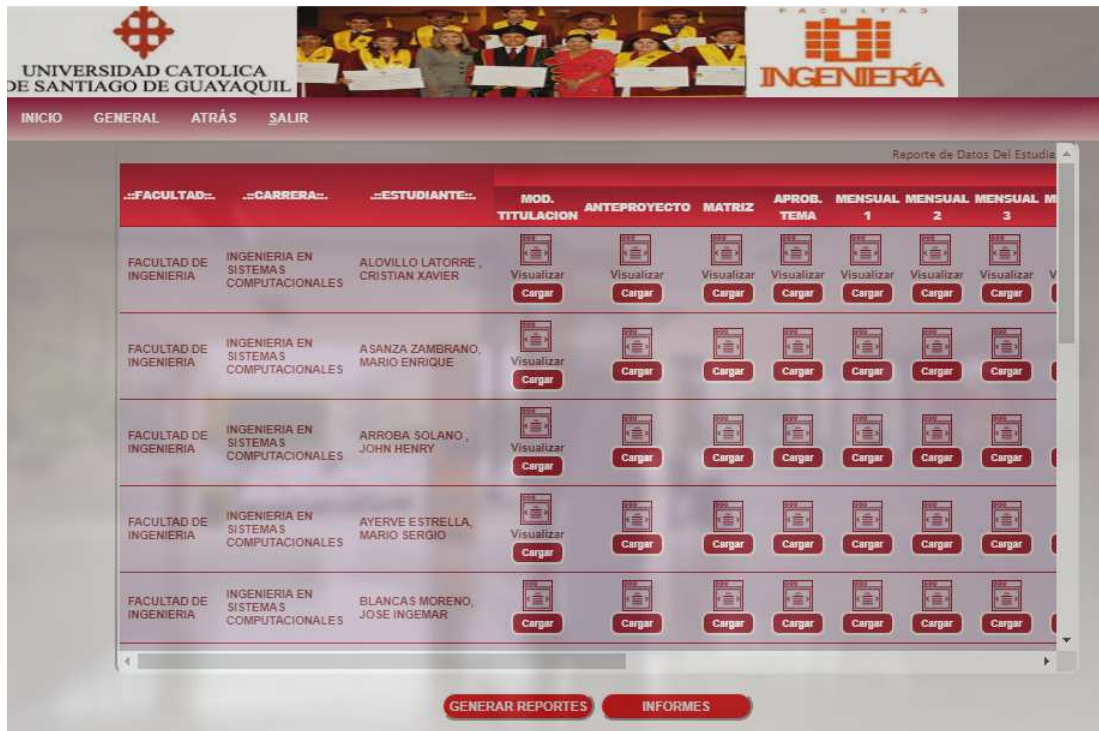 UNIVERSIDAD CATOLICA
DE SANTIAGO DE GUAYAQUIL
FACULTAD
INGENIERÍA
INICIO GENERAL ATRÁS SALIR
Reporte de Datos Del Estudia
.::FACULTAD::. .::CARRERA::. .::ESTUDIANTE::. MOD. TITULACION ANTEPROYECTO MATRIZ APROB. TEMA MENSUAL 1 MENSUAL 2 MENSUAL 3 M
FACULTAD DE INGENIERIA INGENIERIA EN SISTEMAS COMPUTACIONALES ALOVILLO LATORRE , CRISTIAN XAVIER
Visualizar Visualizar Visualizar Visualizar Visualizar Visualizar Visualizar V
Cargar Cargar Cargar Cargar Cargar Cargar Cargar
FACULTAD DE INGENIERIA INGENIERIA EN SISTEMAS COMPUTACIONALES ASANZA ZAMBRANO, MARIO ENRIQUE
Visualizar
Cargar Cargar Cargar Cargar Cargar Cargar Cargar
FACULTAD DE INGENIERIA INGENIERIA EN SISTEMAS COMPUTACIONALES ARROBA SOLANO , JOHN HENRY
Visualizar
Cargar Cargar Cargar Cargar Cargar Cargar Cargar
FACULTAD DE INGENIERIA INGENIERIA EN SISTEMAS COMPUTACIONALES AYERVE ESTRELLA, MARIO SERGIO
Visualizar
Cargar Cargar Cargar Cargar Cargar Cargar Cargar
FACULTAD DE INGENIERIA INGENIERIA EN SISTEMAS COMPUTACIONALES BLANCAS MORENO, JOSE INGEMAR
Cargar Cargar Cargar Cargar Cargar Cargar Cargar
GENERAR REPORTES INFORMES